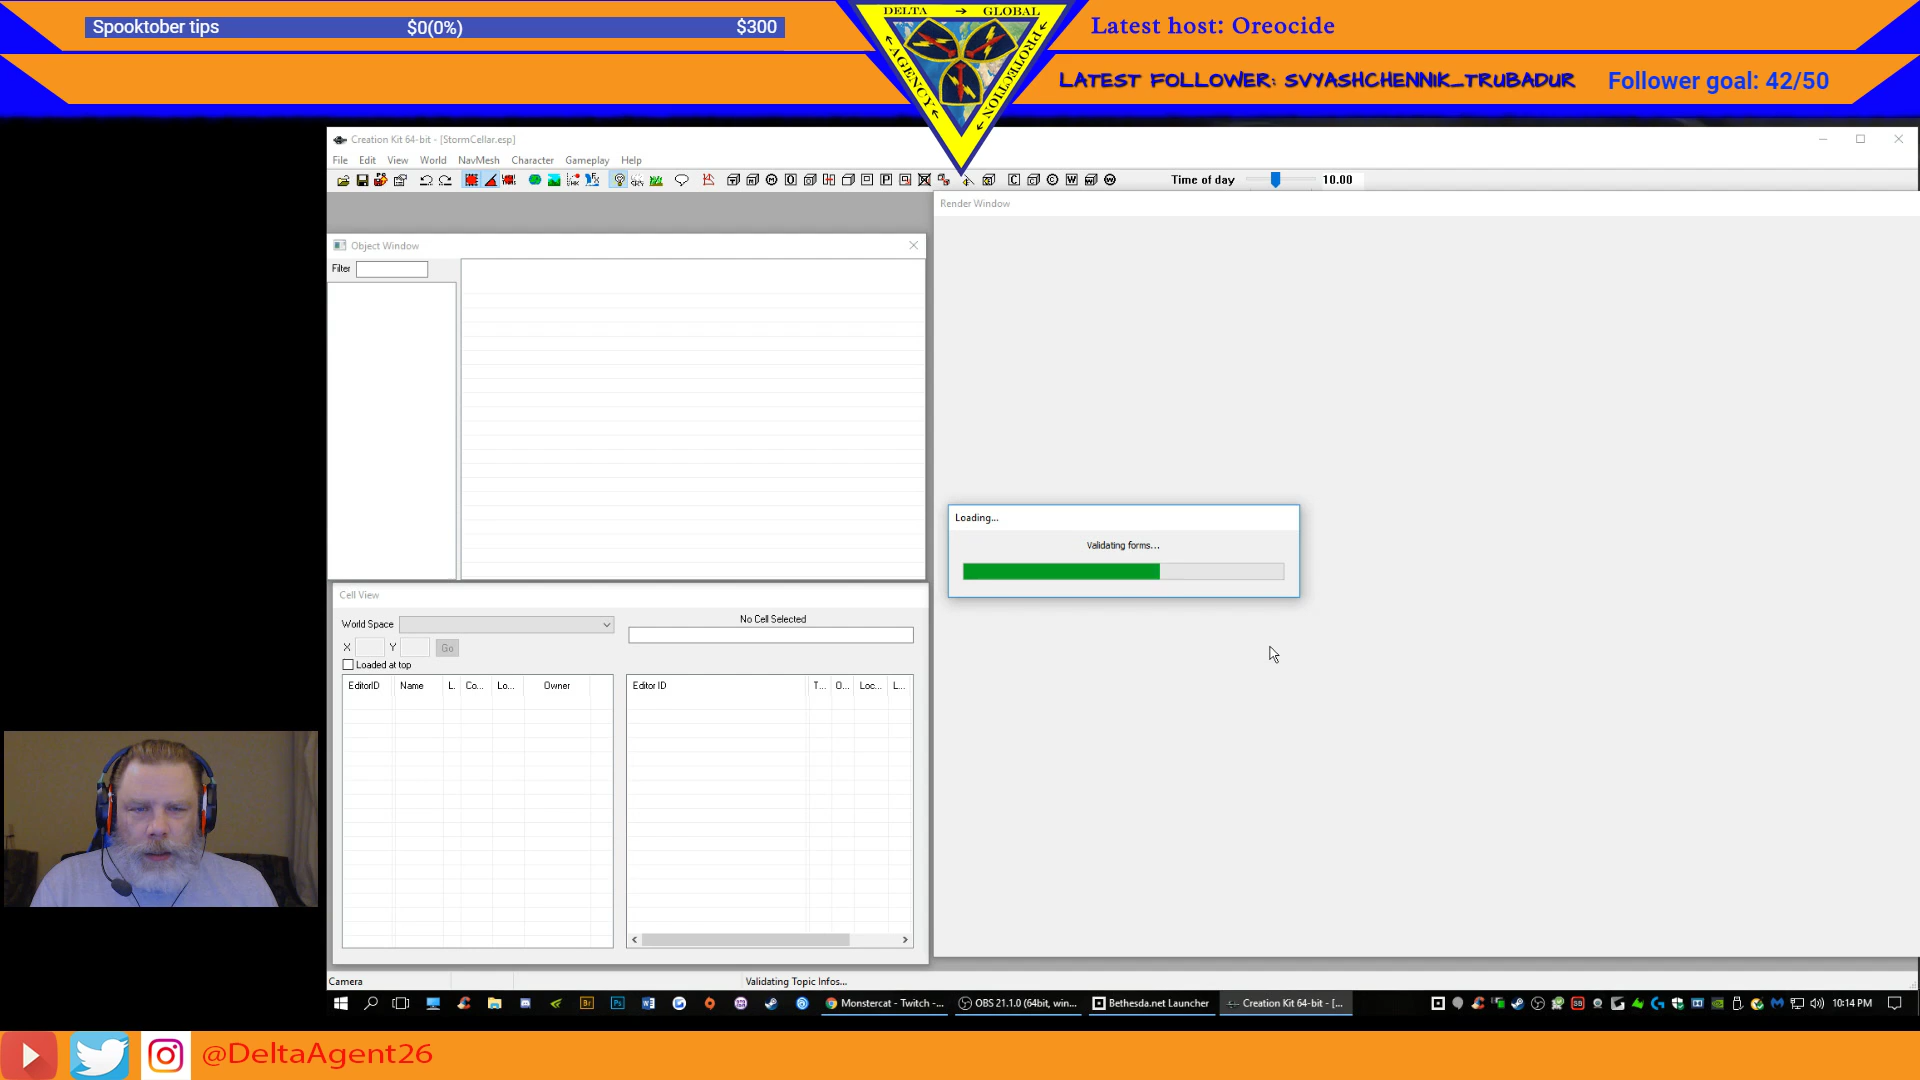 Spooktober tips $0(0%) $300
DELTA → GLOBAL
PROTECTION
AGENCY
Latest host: Oreocide
LATEST FOLLOWER: SVYASHCHENNIK_TRUBADUR Follower goal: 42/50
Creation Kit 64-bit - [StormCellar.esp]
File Edit View World NavMesh Character Gameplay Help
Time of day 10.00
Render Window
Object Window
Filter
Loading...
Validating forms...
Cell View
World Space No Cell Selected
X Y Go
Loaded at top
EditorID Name L. Co... Lo... Owner Editor ID T... O... Loc... L...
Camera Validating Topic Infos...
Monstercat - Twitch -... OBS 21.1.0 (64bit, win... Bethesda.net Launcher Creation Kit 64-bit - [... 10:14 PM
@DeltaAgent26